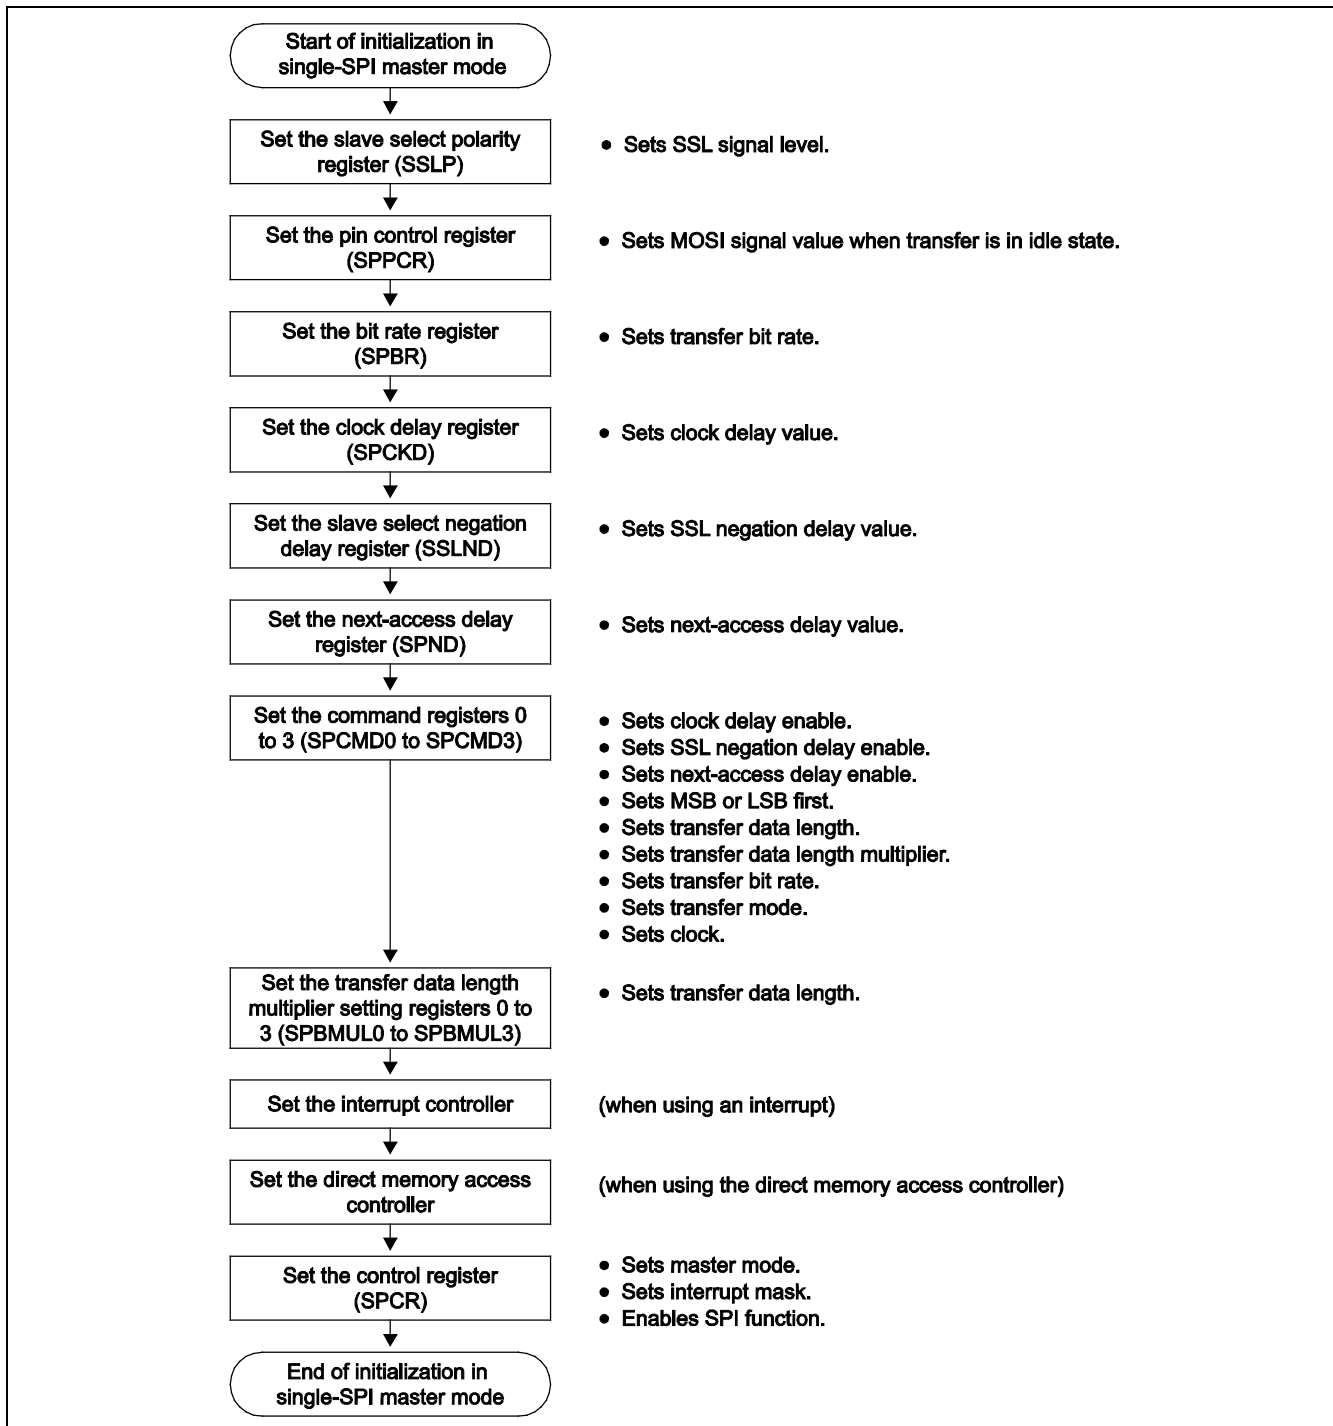 Start of initialization in
single-SPI master mode
Set the slave select polarity
register (SSLP)
● Sets SSL signal level.
Set the pin control register
(SPPCR)
● Sets MOSI signal value when transfer is in idle state.
Set the bit rate register
(SPBR)
● Sets transfer bit rate.
Set the clock delay register
(SPCKD)
● Sets clock delay value.
Set the slave select negation
delay register (SSLND)
● Sets SSL negation delay value.
Set the next-access delay
register (SPND)
● Sets next-access delay value.
Set the command registers 0
to 3 (SPCMD0 to SPCMD3)
● Sets clock delay enable.
● Sets SSL negation delay enable.
● Sets next-access delay enable.
● Sets MSB or LSB first.
● Sets transfer data length.
● Sets transfer data length multiplier.
● Sets transfer bit rate.
● Sets transfer mode.
● Sets clock.
Set the transfer data length
multiplier setting registers 0 to
3 (SPBMUL0 to SPBMUL3)
● Sets transfer data length.
Set the interrupt controller
(when using an interrupt)
Set the direct memory access
controller
(when using the direct memory access controller)
Set the control register
(SPCR)
● Sets master mode.
● Sets interrupt mask.
● Enables SPI function.
End of initialization in
single-SPI master mode